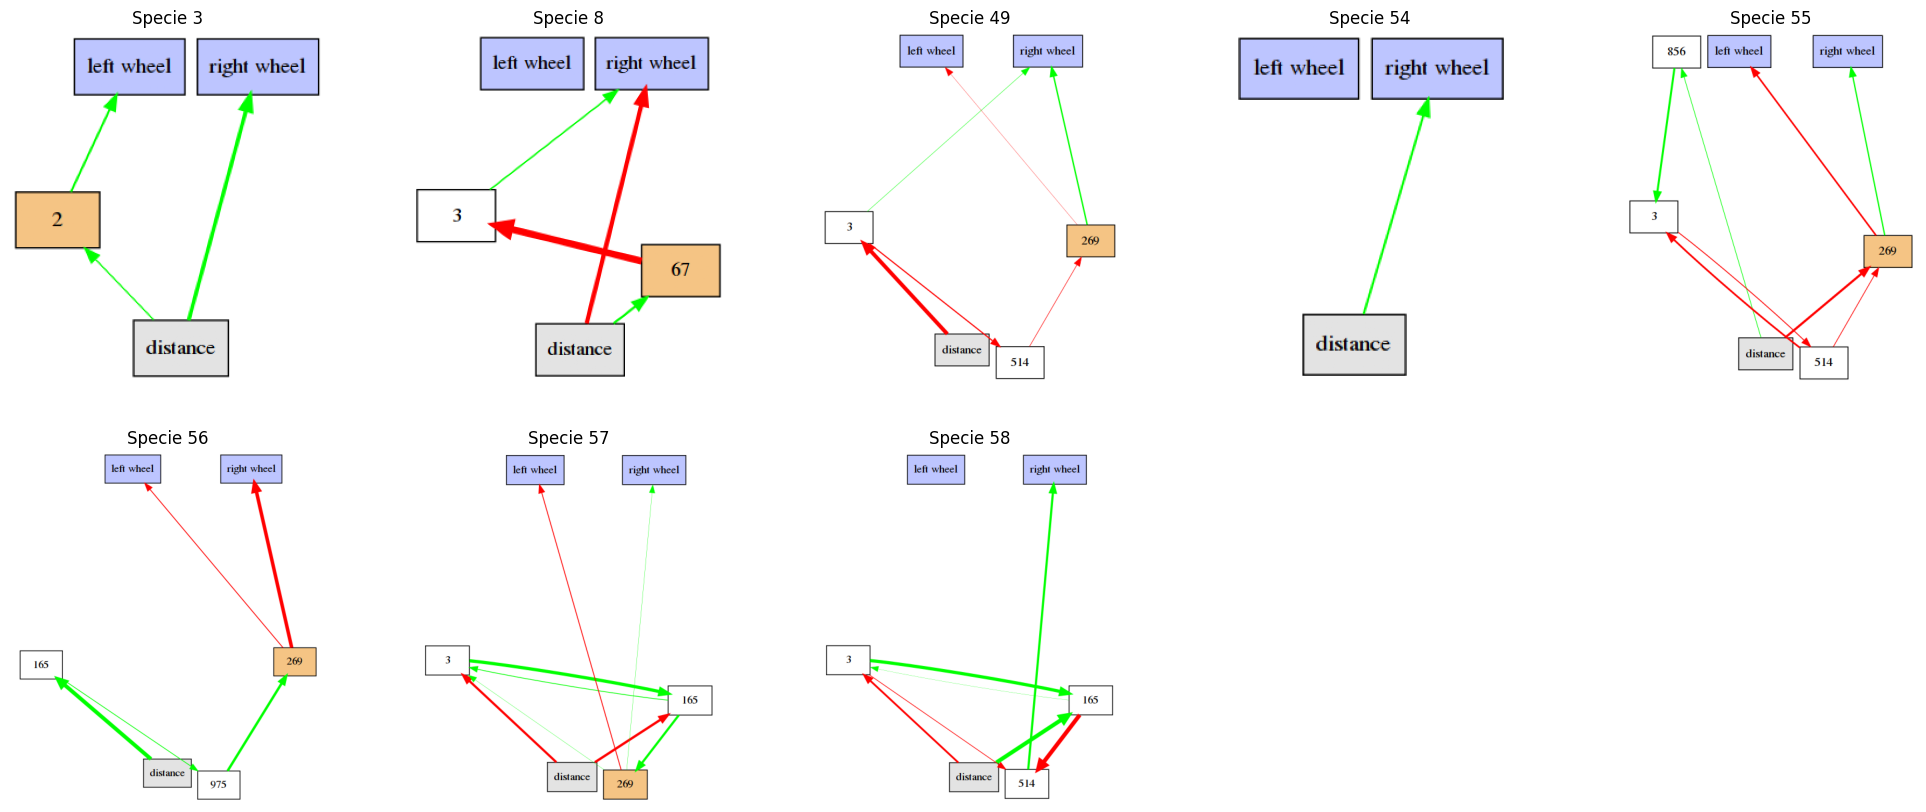 Specie 3
left wheel
right wheel
2
distance
Specie 8
left wheel
right wheel
3
67
distance
Specie 49
left wheel
right wheel
3
269
distance
514
Specie 54
left wheel
right wheel
distance
Specie 55
856
left wheel
right wheel
3
269
distance
514
Specie 56
left wheel
right wheel
165
269
distance
975
Specie 57
left wheel
right wheel
3
165
distance
269
Specie 58
left wheel
right wheel
3
165
distance
514